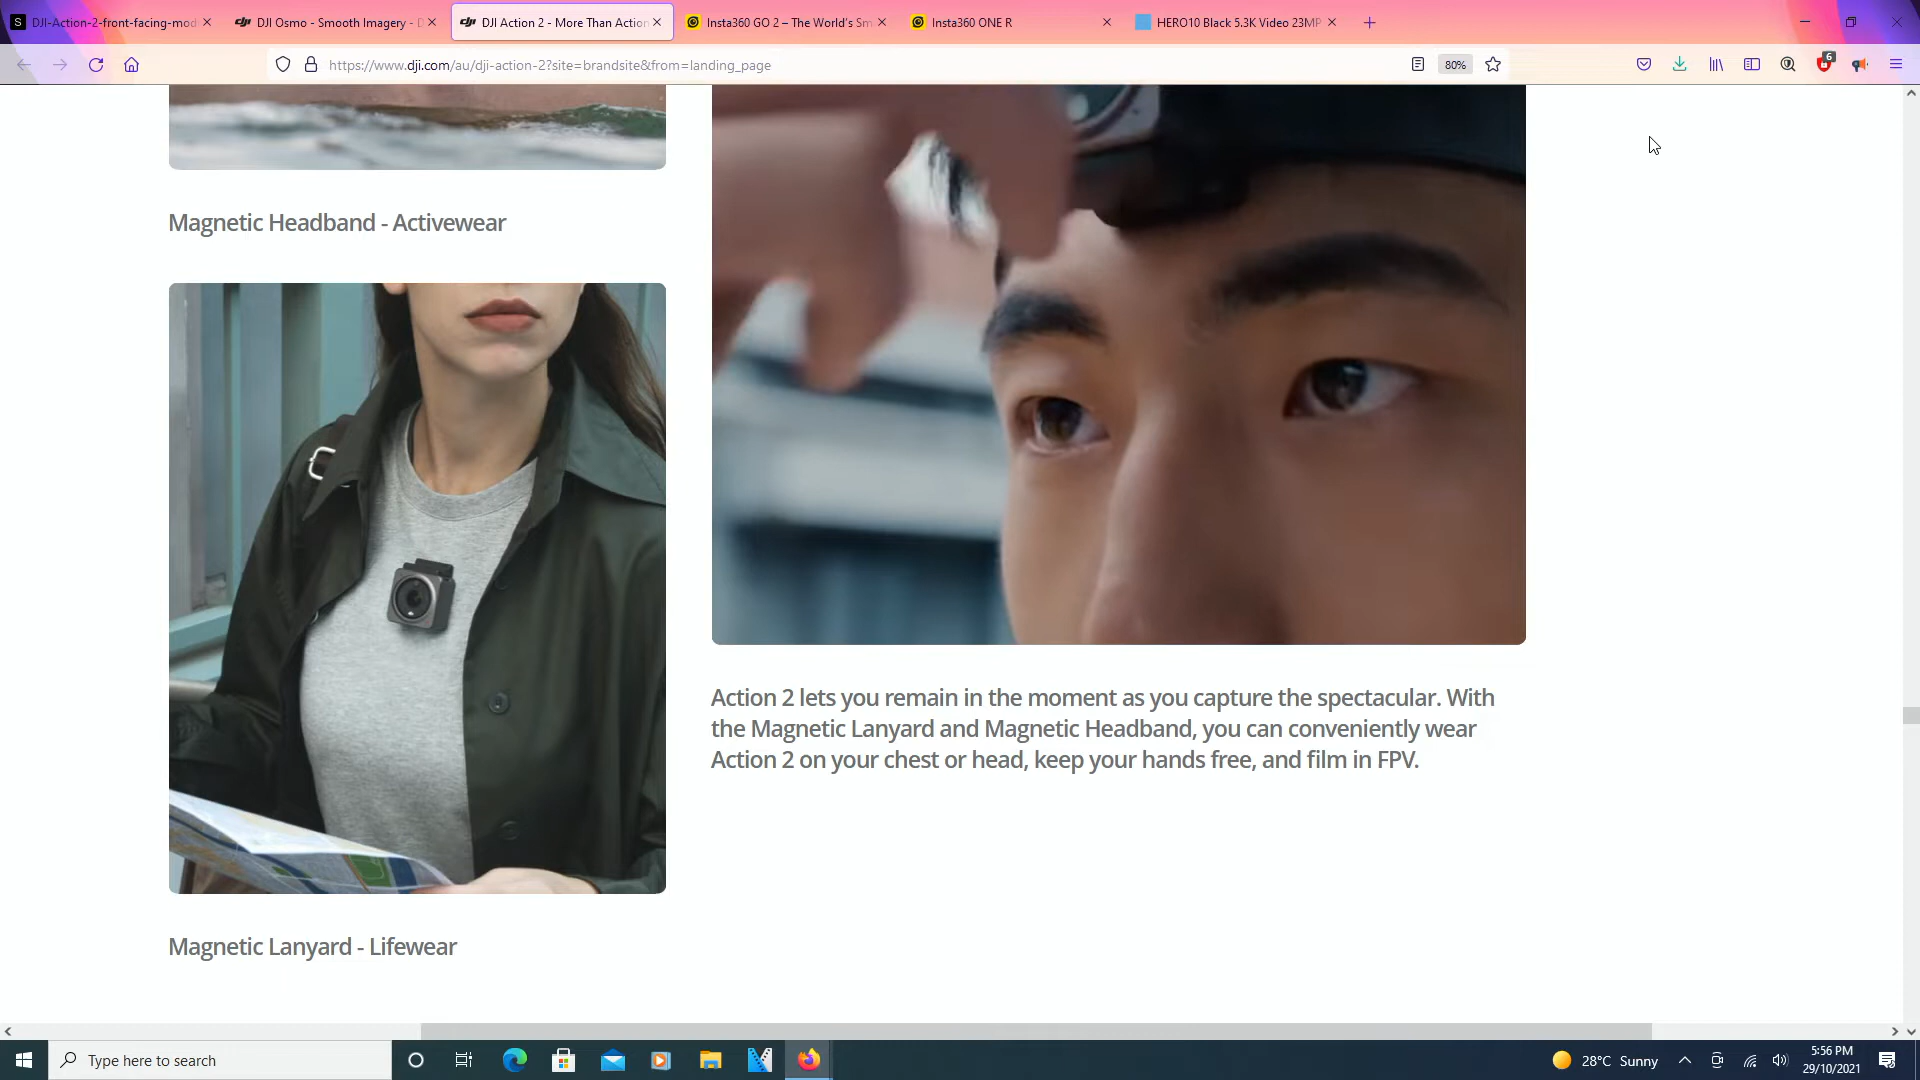 DJI-Action-2-front-facing-mod
DJI Osmo - Smooth Imagery - D
DJI Action 2 - More Than Action
Insta360 GO 2 – The World's Sm
Insta360 ONE R
HERO10 Black 5.3K Video 23MP
https://www.dji.com/au/dji-action-2?site=brandsite&from=landing_page
80%
6
Magnetic Headband - Activewear
Action 2 lets you remain in the moment as you capture the spectacular. With
the Magnetic Lanyard and Magnetic Headband, you can conveniently wear
Action 2 on your chest or head, keep your hands free, and film in FPV.
Magnetic Lanyard - Lifewear
Type here to search
28°C Sunny
5:56 PM
29/10/2021